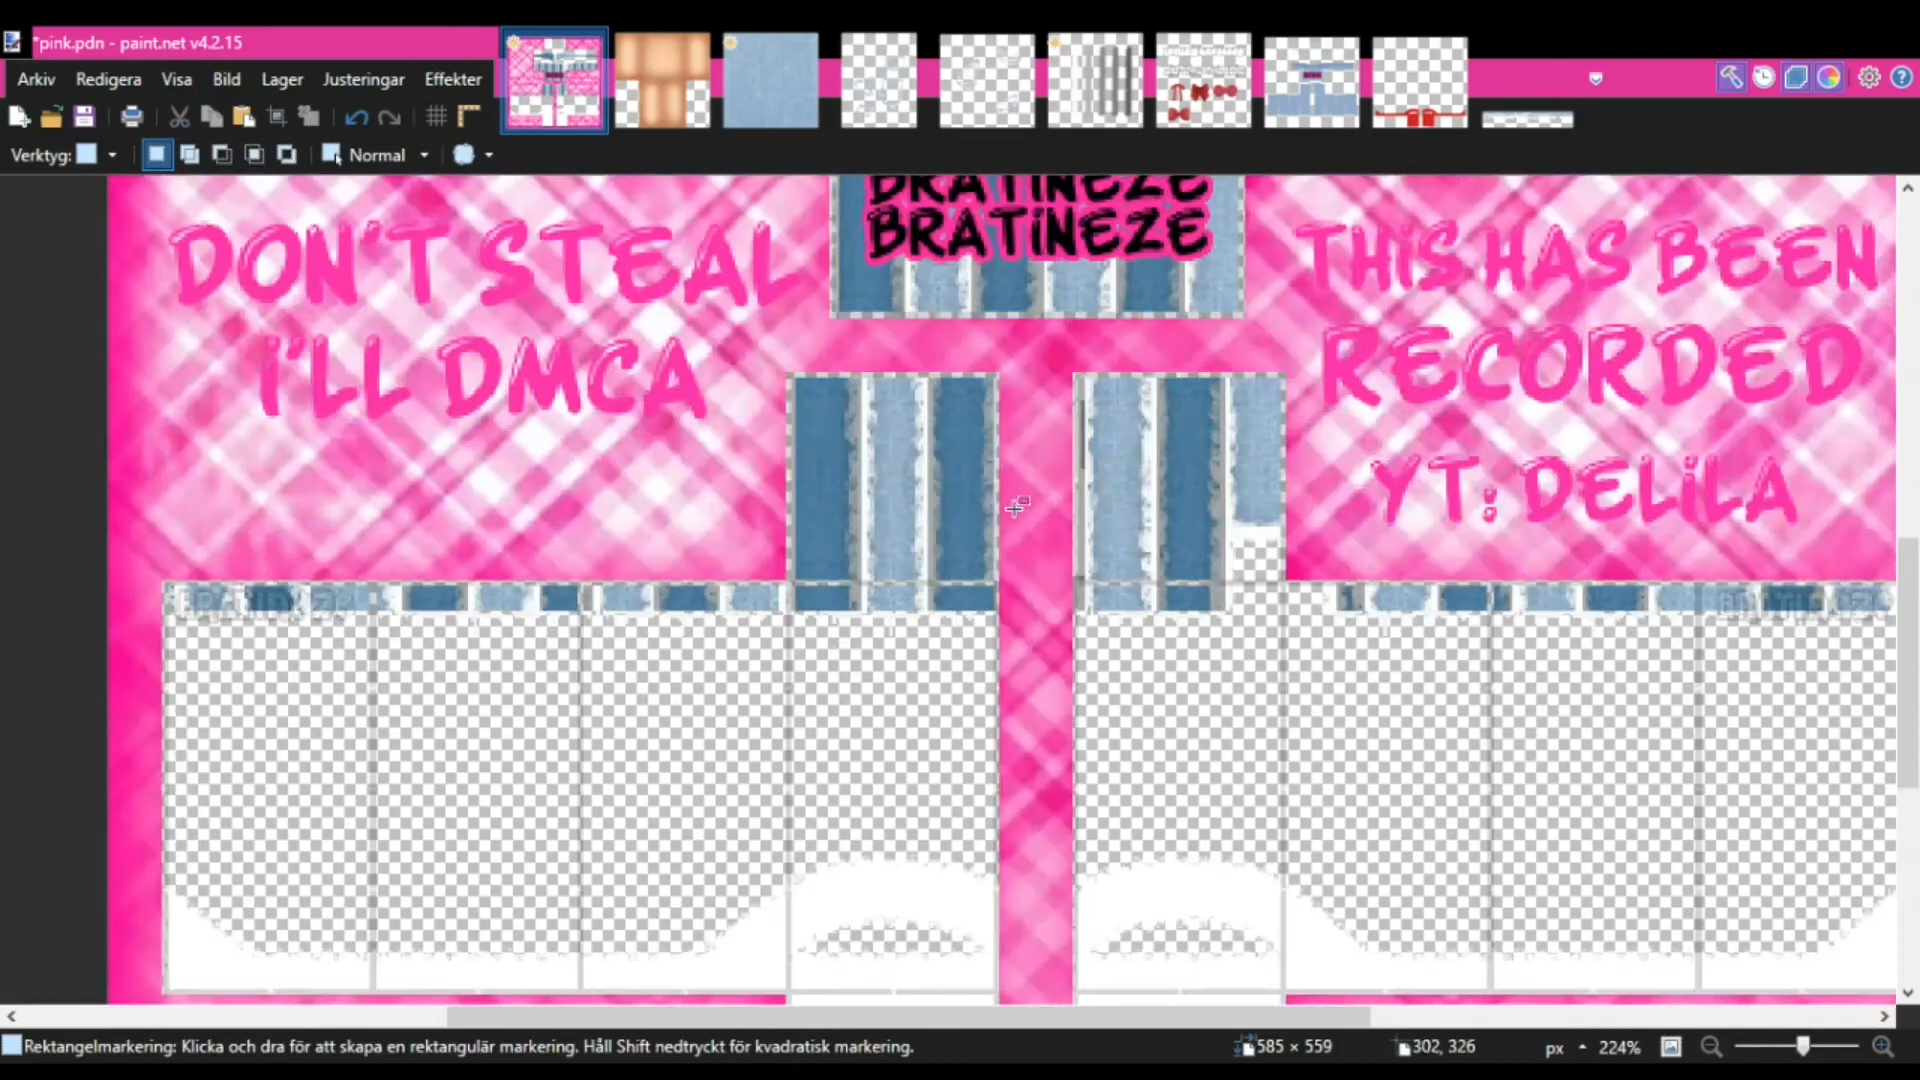 *pink.pdn - paint.net v4.2.15
Arkiv Redigera Visa Bild Lager Justeringar Effekter
Verktyg: Normal
BRATiNEZE
BRATiNEZE
DON'T STEAL
i'LL DMCA
THiS HAS BEEN
RECORDED
YT: DELiLA
Rektangelmarkering: Klicka och dra för att skapa en rektangulär markering. Håll Shift nedtryckt för kvadratisk markering.
585 × 559 302, 326 px 224%